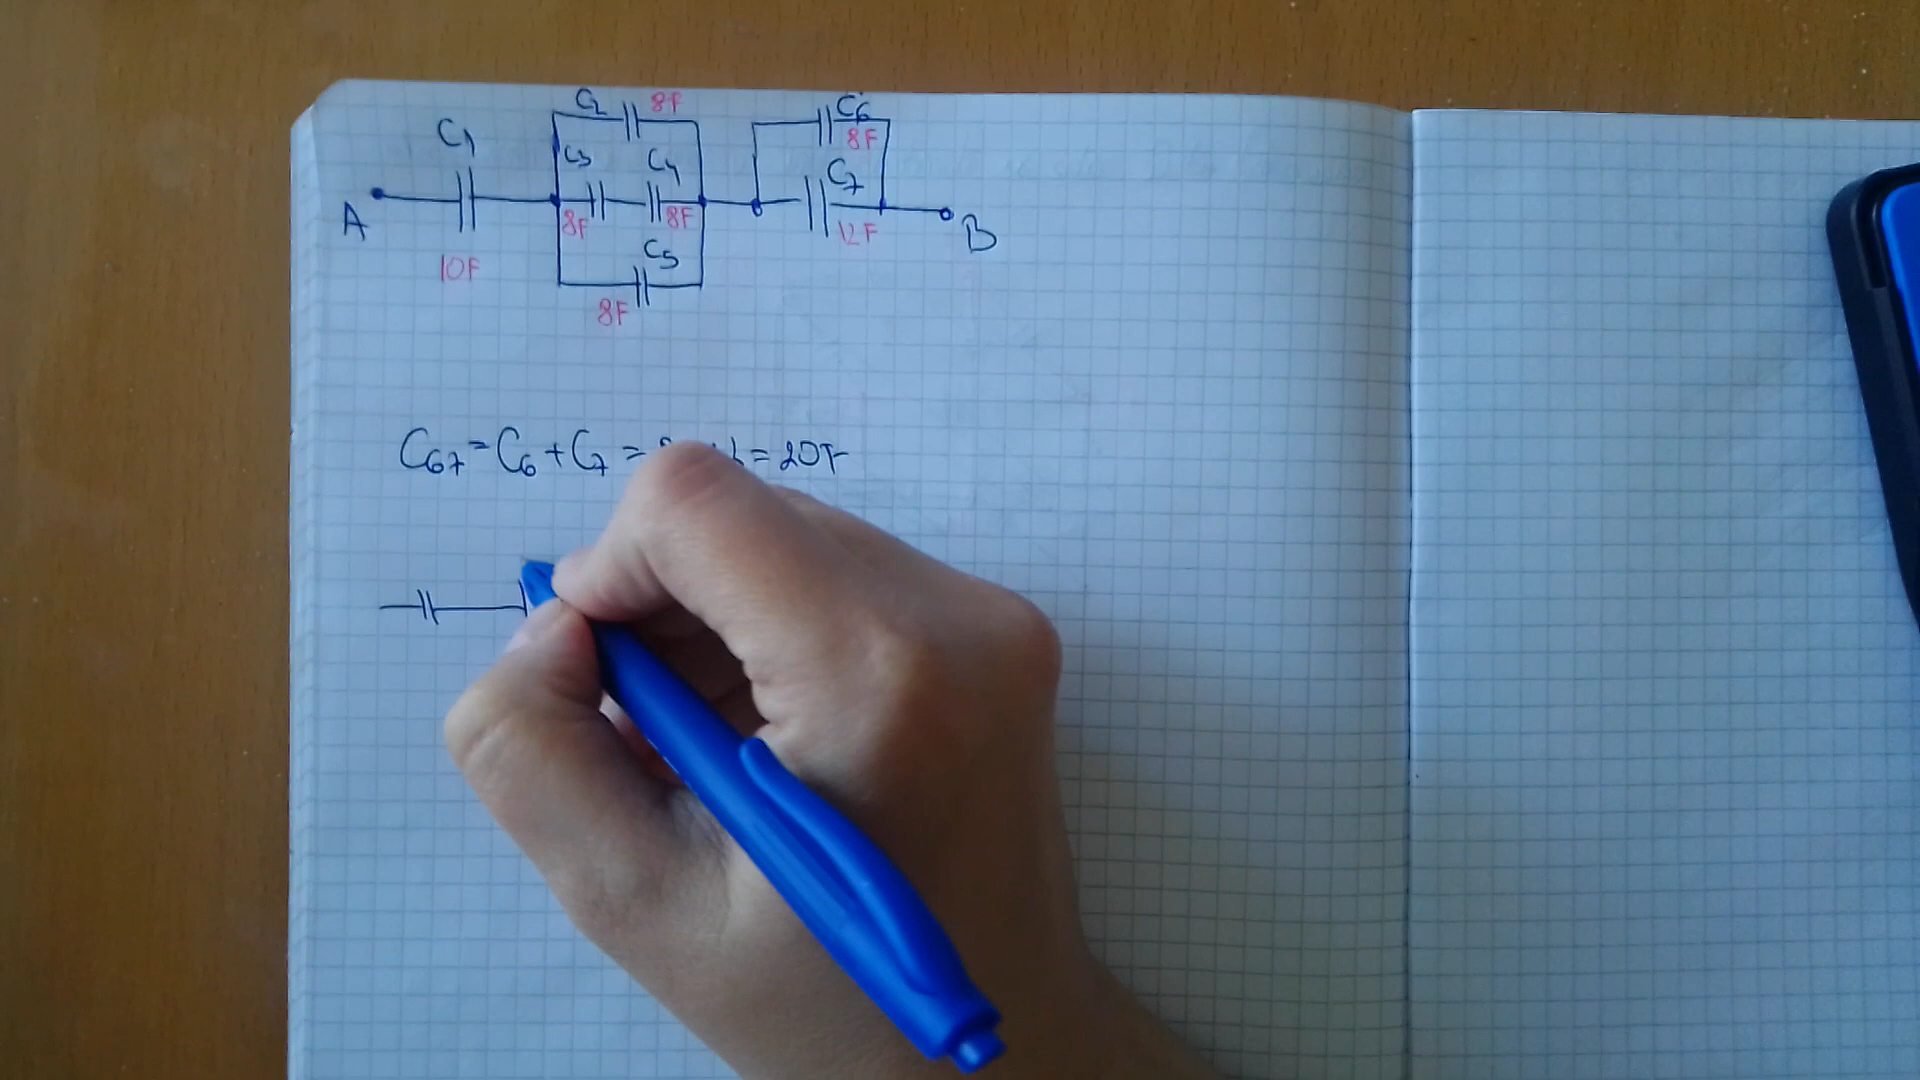 C2 8F C6
C1 C3 C4 8F
C7
A 8F 8F 12F B
10F C5
8F
C67 = C6 + C7 = = 20F